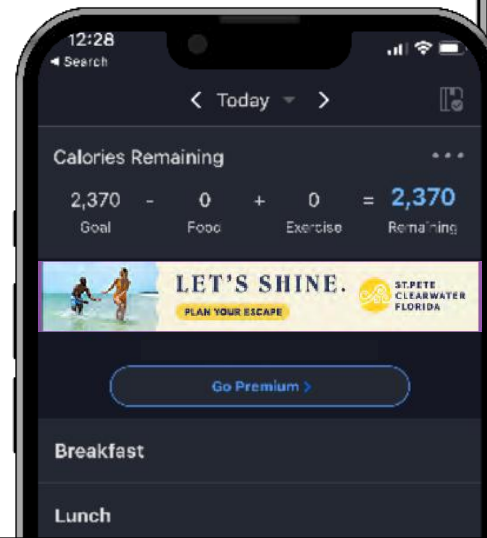 12:28
◀ Search
< Today >
Calories Remaining
2,370 - 0 + 0 = 2,370
Goal Food Exercise Remaining
LET'S SHINE.
PLAN YOUR ESCAPE
ST.PETE
CLEARWATER
FLORIDA
Go Premium >
Breakfast
Lunch